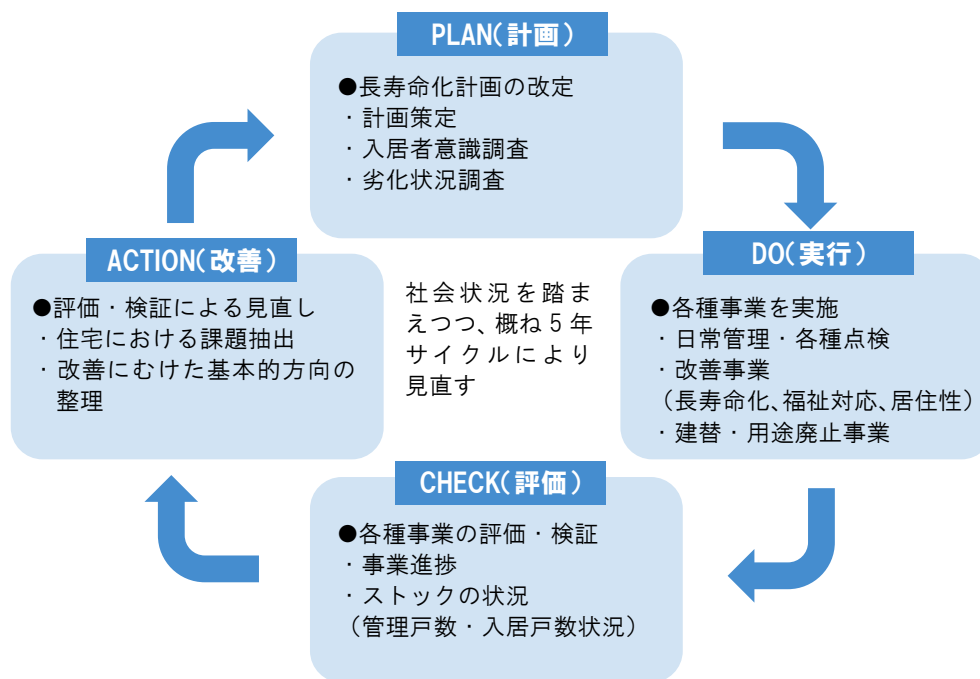 PLAN(計画)
●長寿命化計画の改定
・計画策定
・入居者意識調査
・劣化状況調査
DO(実行)
●各種事業を実施
・日常管理・各種点検
・改善事業
(長寿命化、福祉対応、居住性)
・建替・用途廃止事業
CHECK(評価)
●各種事業の評価・検証
・事業進捗
・ストックの状況
(管理戸数・入居戸数状況)
ACTION(改善)
●評価・検証による見直し
・住宅における課題抽出
・改善にむけた基本的方向の
整理
社会状況を踏ま
えつつ、概ね5年
サイクルにより
見直す